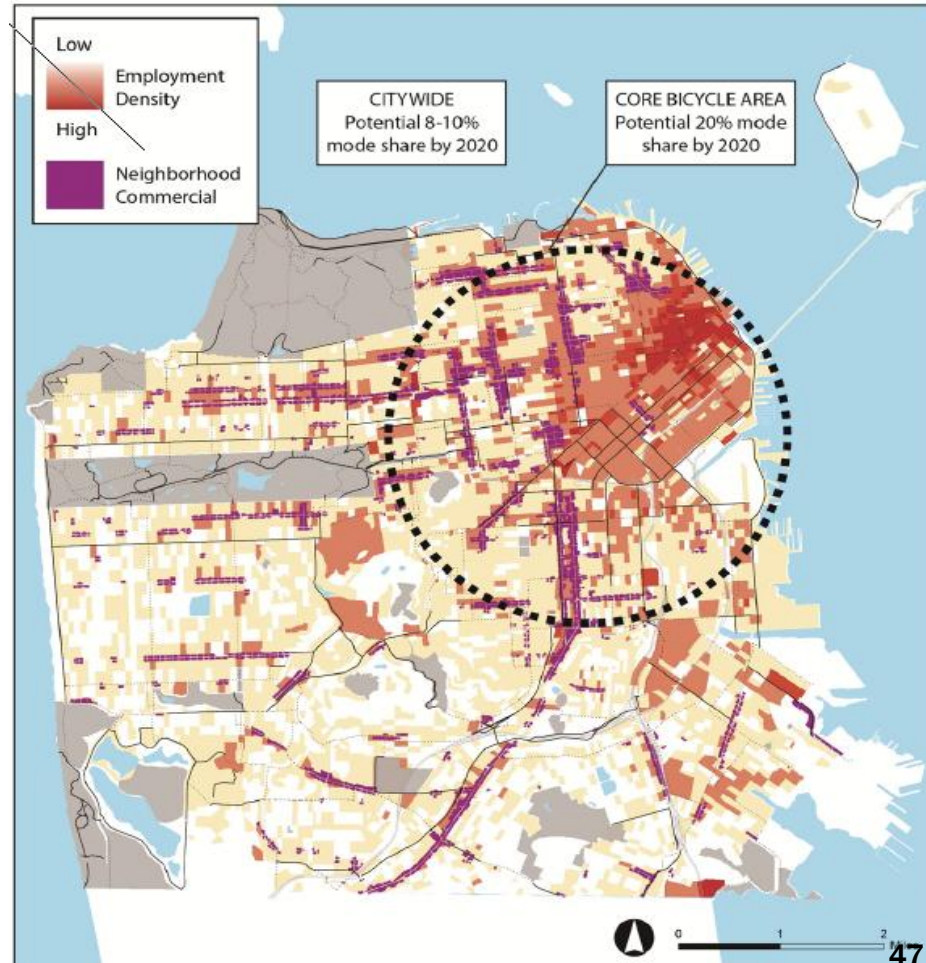 Low
Employment
Density
High
Neighborhood
Commercial
CITYWIDE
Potential 8-10%
mode share by 2020
CORE BICYCLE AREA
Potential 20% mode
share by 2020
0 1 2
Miles
47